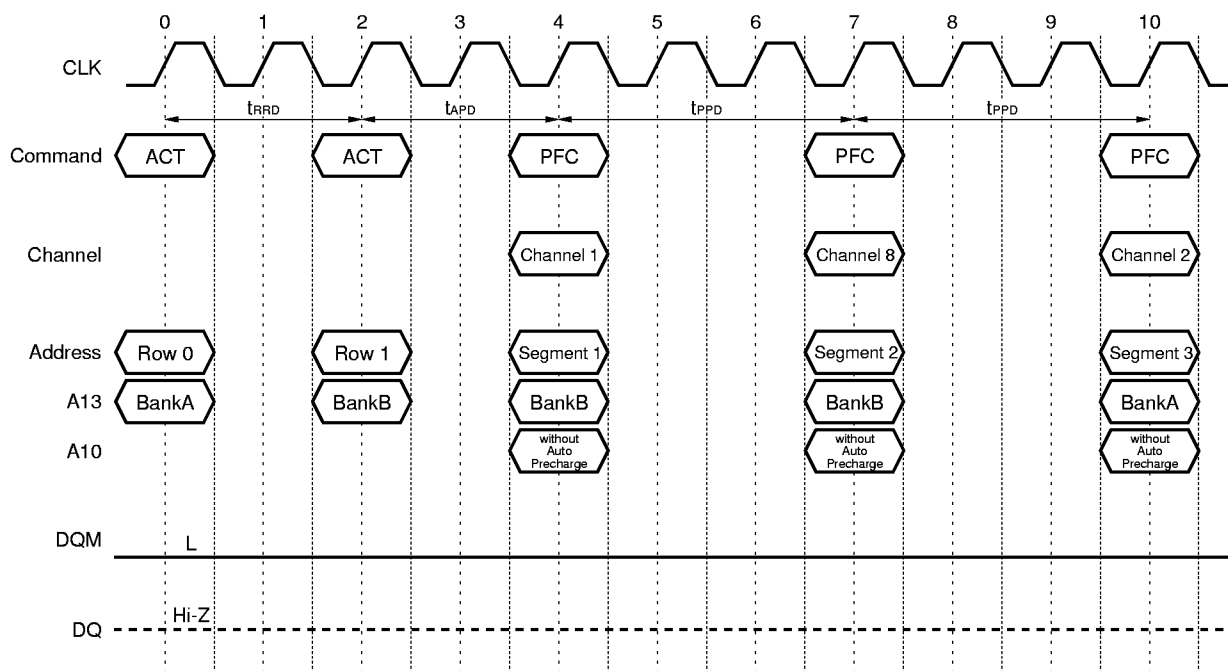 0 1 2 3 4 5 6 7 8 9 10
CLK
tRRD tAPD tPPD tPPD
Command ACT ACT PFC PFC PFC
Channel Channel 1 Channel 8 Channel 2
Address Row 0 Row 1 Segment 1 Segment 2 Segment 3
A13 BankA BankB BankB BankB BankA
A10 without Auto Precharge without Auto Precharge without Auto Precharge
DQM L
DQ Hi-Z